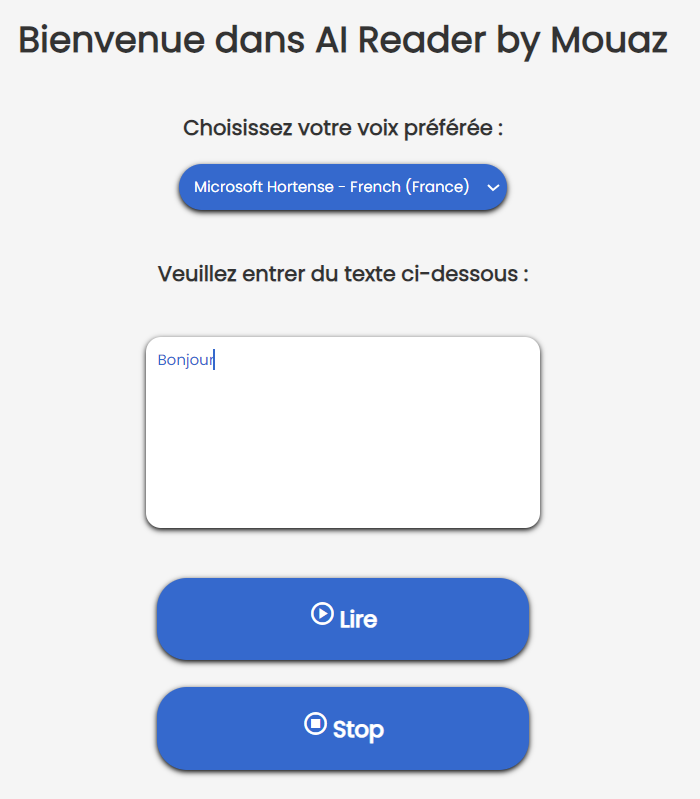 Bienvenue dans AI Reader by Mouaz
Choisissez votre voix préférée :
Microsoft Hortense - French (France)
Veuillez entrer du texte ci-dessous :
Bonjour
Lire
Stop